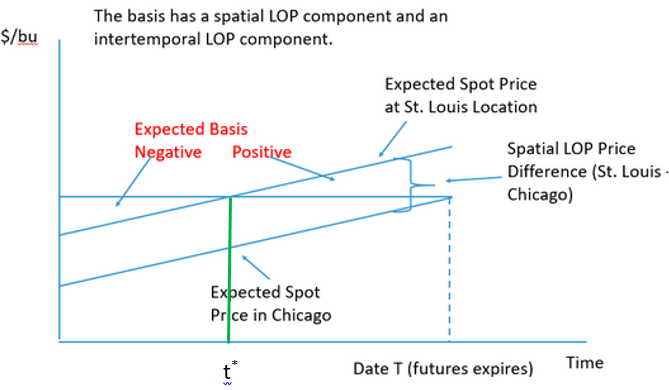 The basis has a spatial LOP component and an
intertemporal LOP component.
$/bu
Expected Spot Price
at St. Louis Location
Expected Basis
Negative Positive
Spatial LOP Price
Difference (St. Louis -
Chicago)
Expected Spot
Price in Chicago
t*
Date T (futures expires)
Time